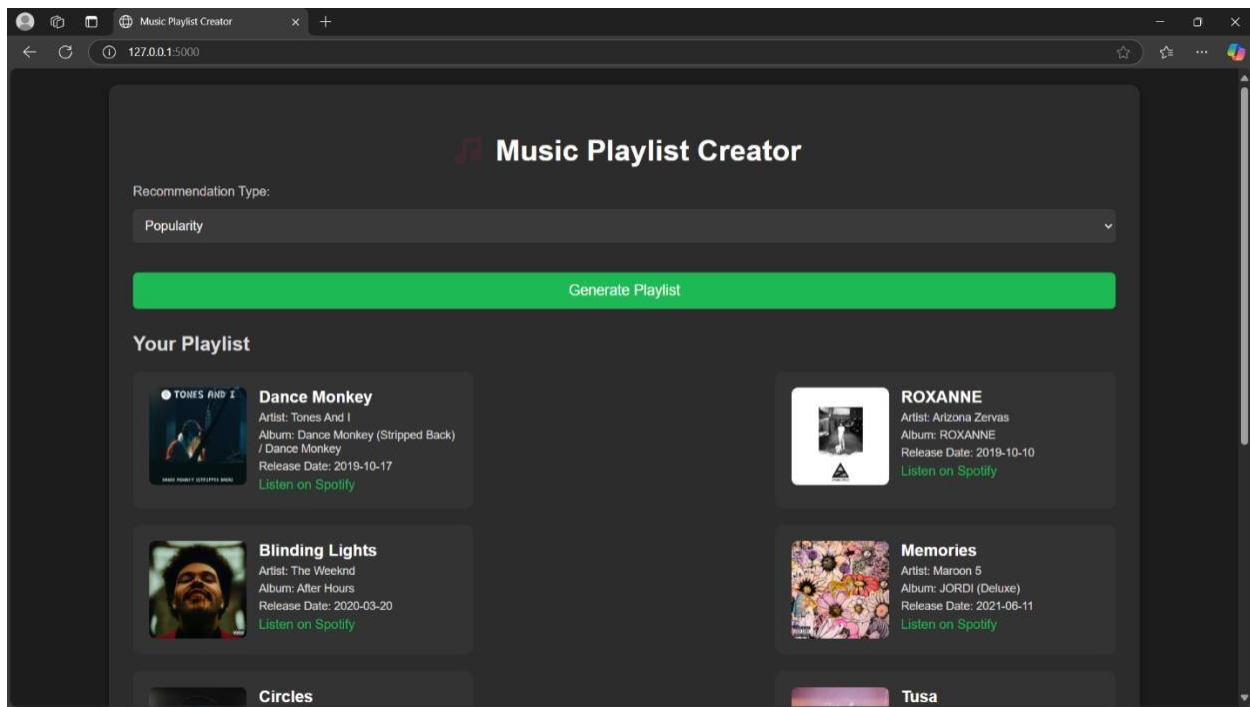 Music Playlist Creator
127.0.0.1:5000
Music Playlist Creator
Recommendation Type:
Popularity
Generate Playlist
Your Playlist
TONES AND I
DANCE MONKEY (STRIPPED BACK)
Dance Monkey
Artist: Tones And I
Album: Dance Monkey (Stripped Back)
/ Dance Monkey
Release Date: 2019-10-17
Listen on Spotify
ROXANNE
Artist: Arizona Zervas
Album: ROXANNE
Release Date: 2019-10-10
Listen on Spotify
Blinding Lights
Artist: The Weeknd
Album: After Hours
Release Date: 2020-03-20
Listen on Spotify
Memories
Artist: Maroon 5
Album: JORDI (Deluxe)
Release Date: 2021-06-11
Listen on Spotify
Circles
Tusa